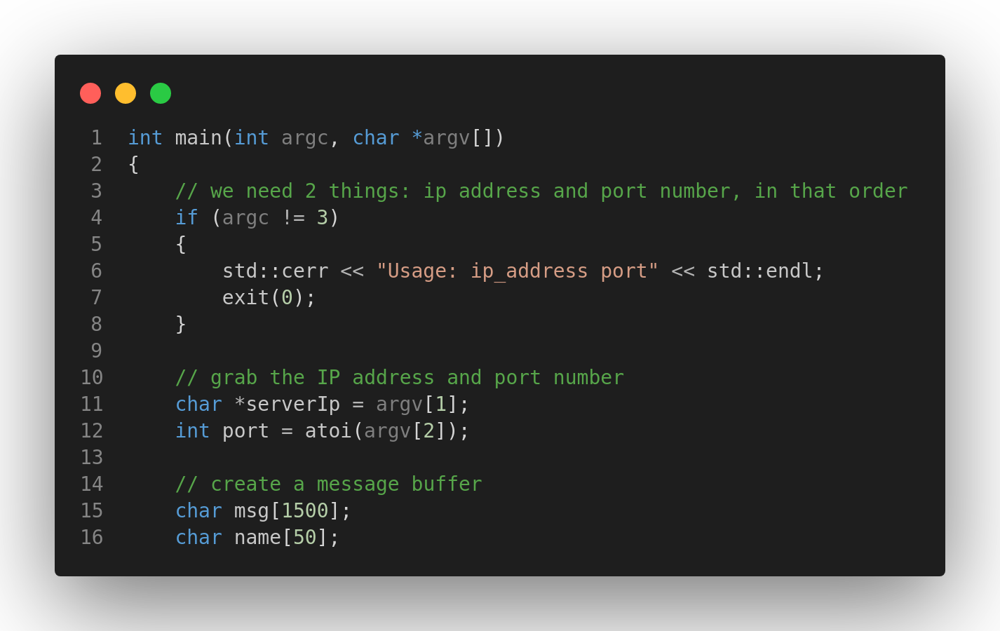 1 int main(int argc, char *argv[])
2 {
3     // we need 2 things: ip address and port number, in that order
4     if (argc != 3)
5     {
6         std::cerr << "Usage: ip_address port" << std::endl;
7         exit(0);
8     }
9
10     // grab the IP address and port number
11     char *serverIp = argv[1];
12     int port = atoi(argv[2]);
13
14     // create a message buffer
15     char msg[1500];
16     char name[50];